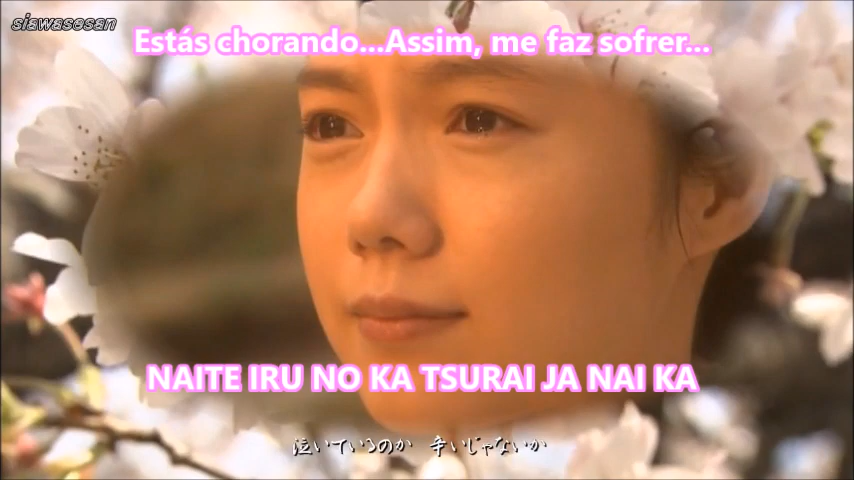 siawasesan
Estás chorando...Assim, me faz sofrer...
NAITE IRU NO KA TSURAI JA NAI KA
泣いているのか 辛いじゃないか